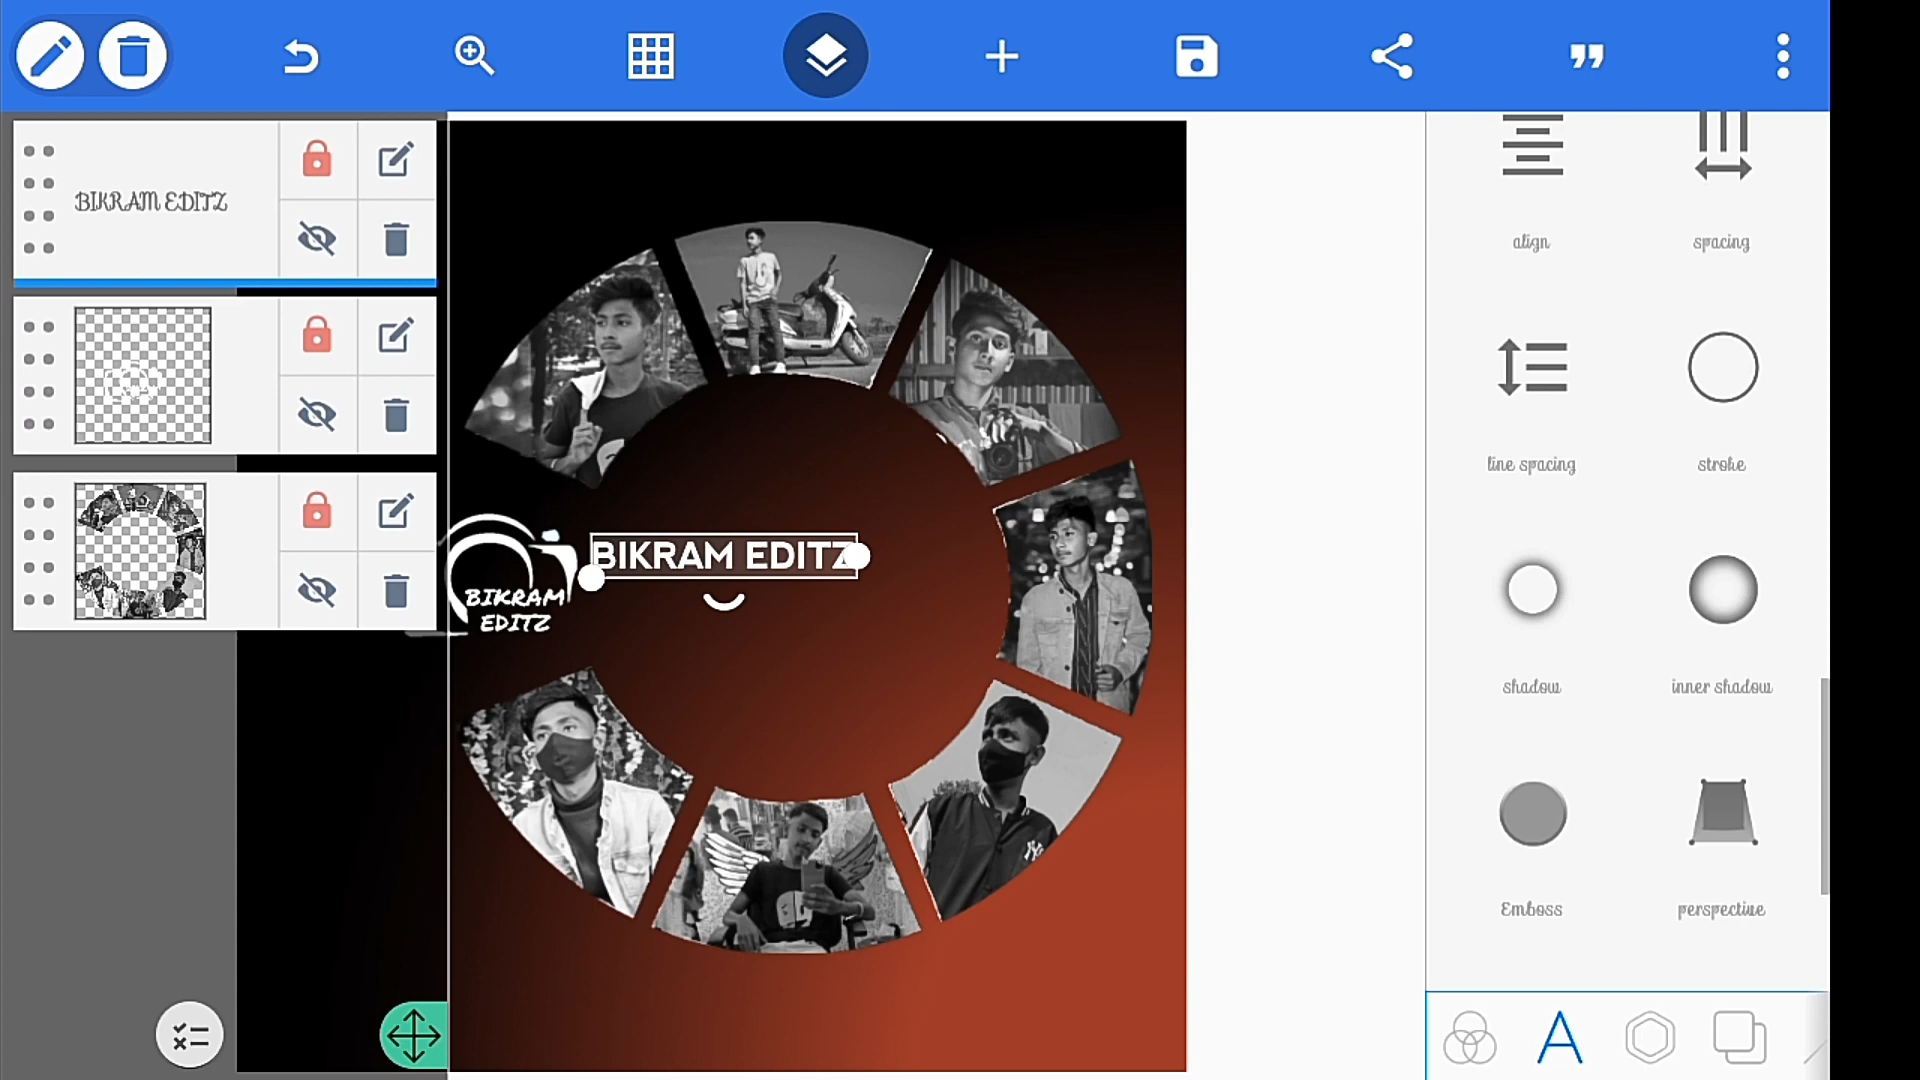 BIKRAM EDITZ
align
spacing
line spacing
stroke
BIKRAM EDITZ
BIKRAM
EDITZ
shadow
inner shadow
Emboss
perspective
A